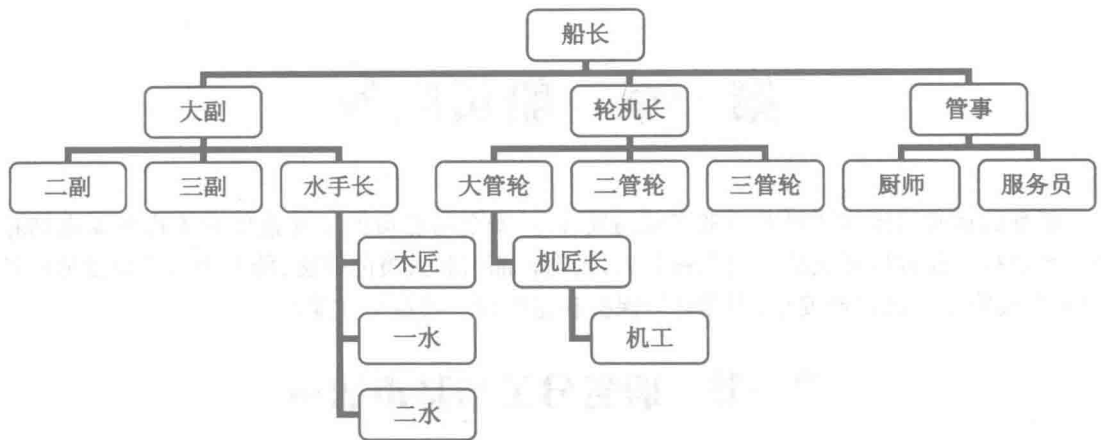 船长
大副 轮机长 管事
二副 三副 水手长 大管轮 二管轮 三管轮 厨师 服务员
木匠 机匠长
一水 机工
二水